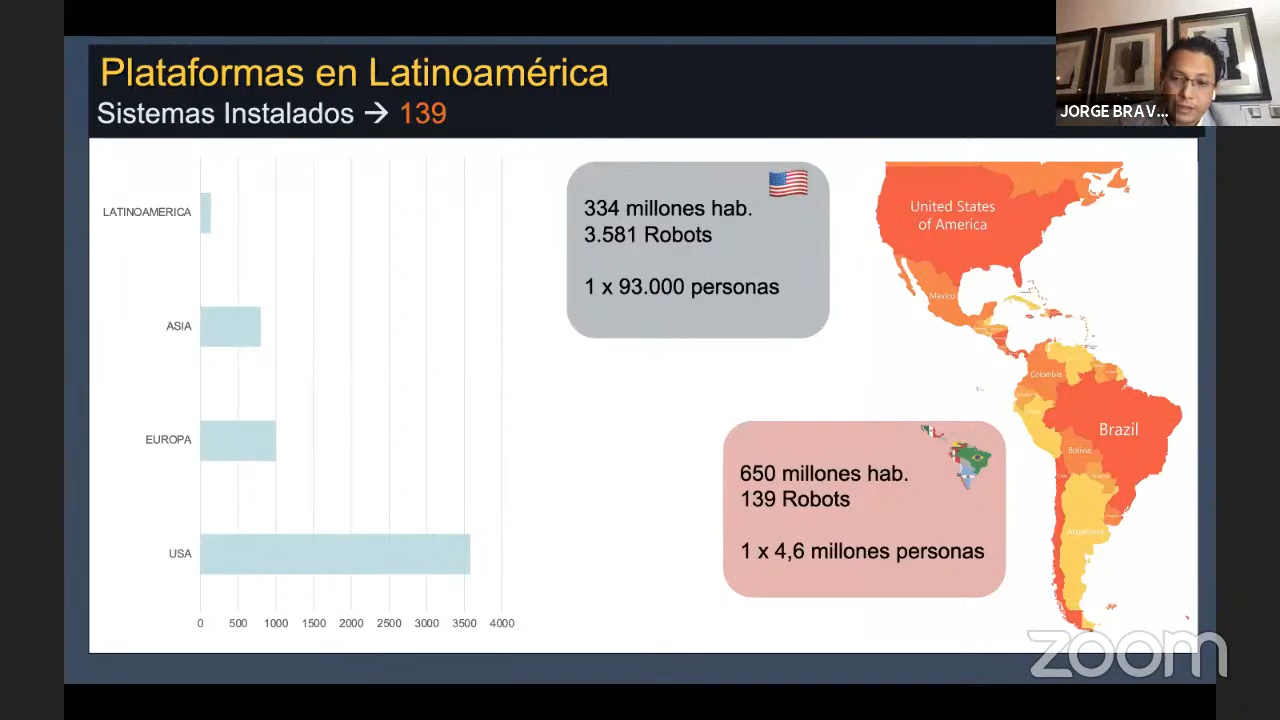 Plataformas en Latinoamérica
Sistemas Instalados → 139
JORGE BRAV...
LATINOAMERICA
ASIA
EUROPA
USA
0 500 1000 1500 2000 2500 3000 3500 4000
334 millones hab.
3.581 Robots
1 x 93.000 personas
650 millones hab.
139 Robots
1 x 4,6 millones personas
United States
of America
Mexico
Colombia
Brazil
Bolivia
Argentina
zoom